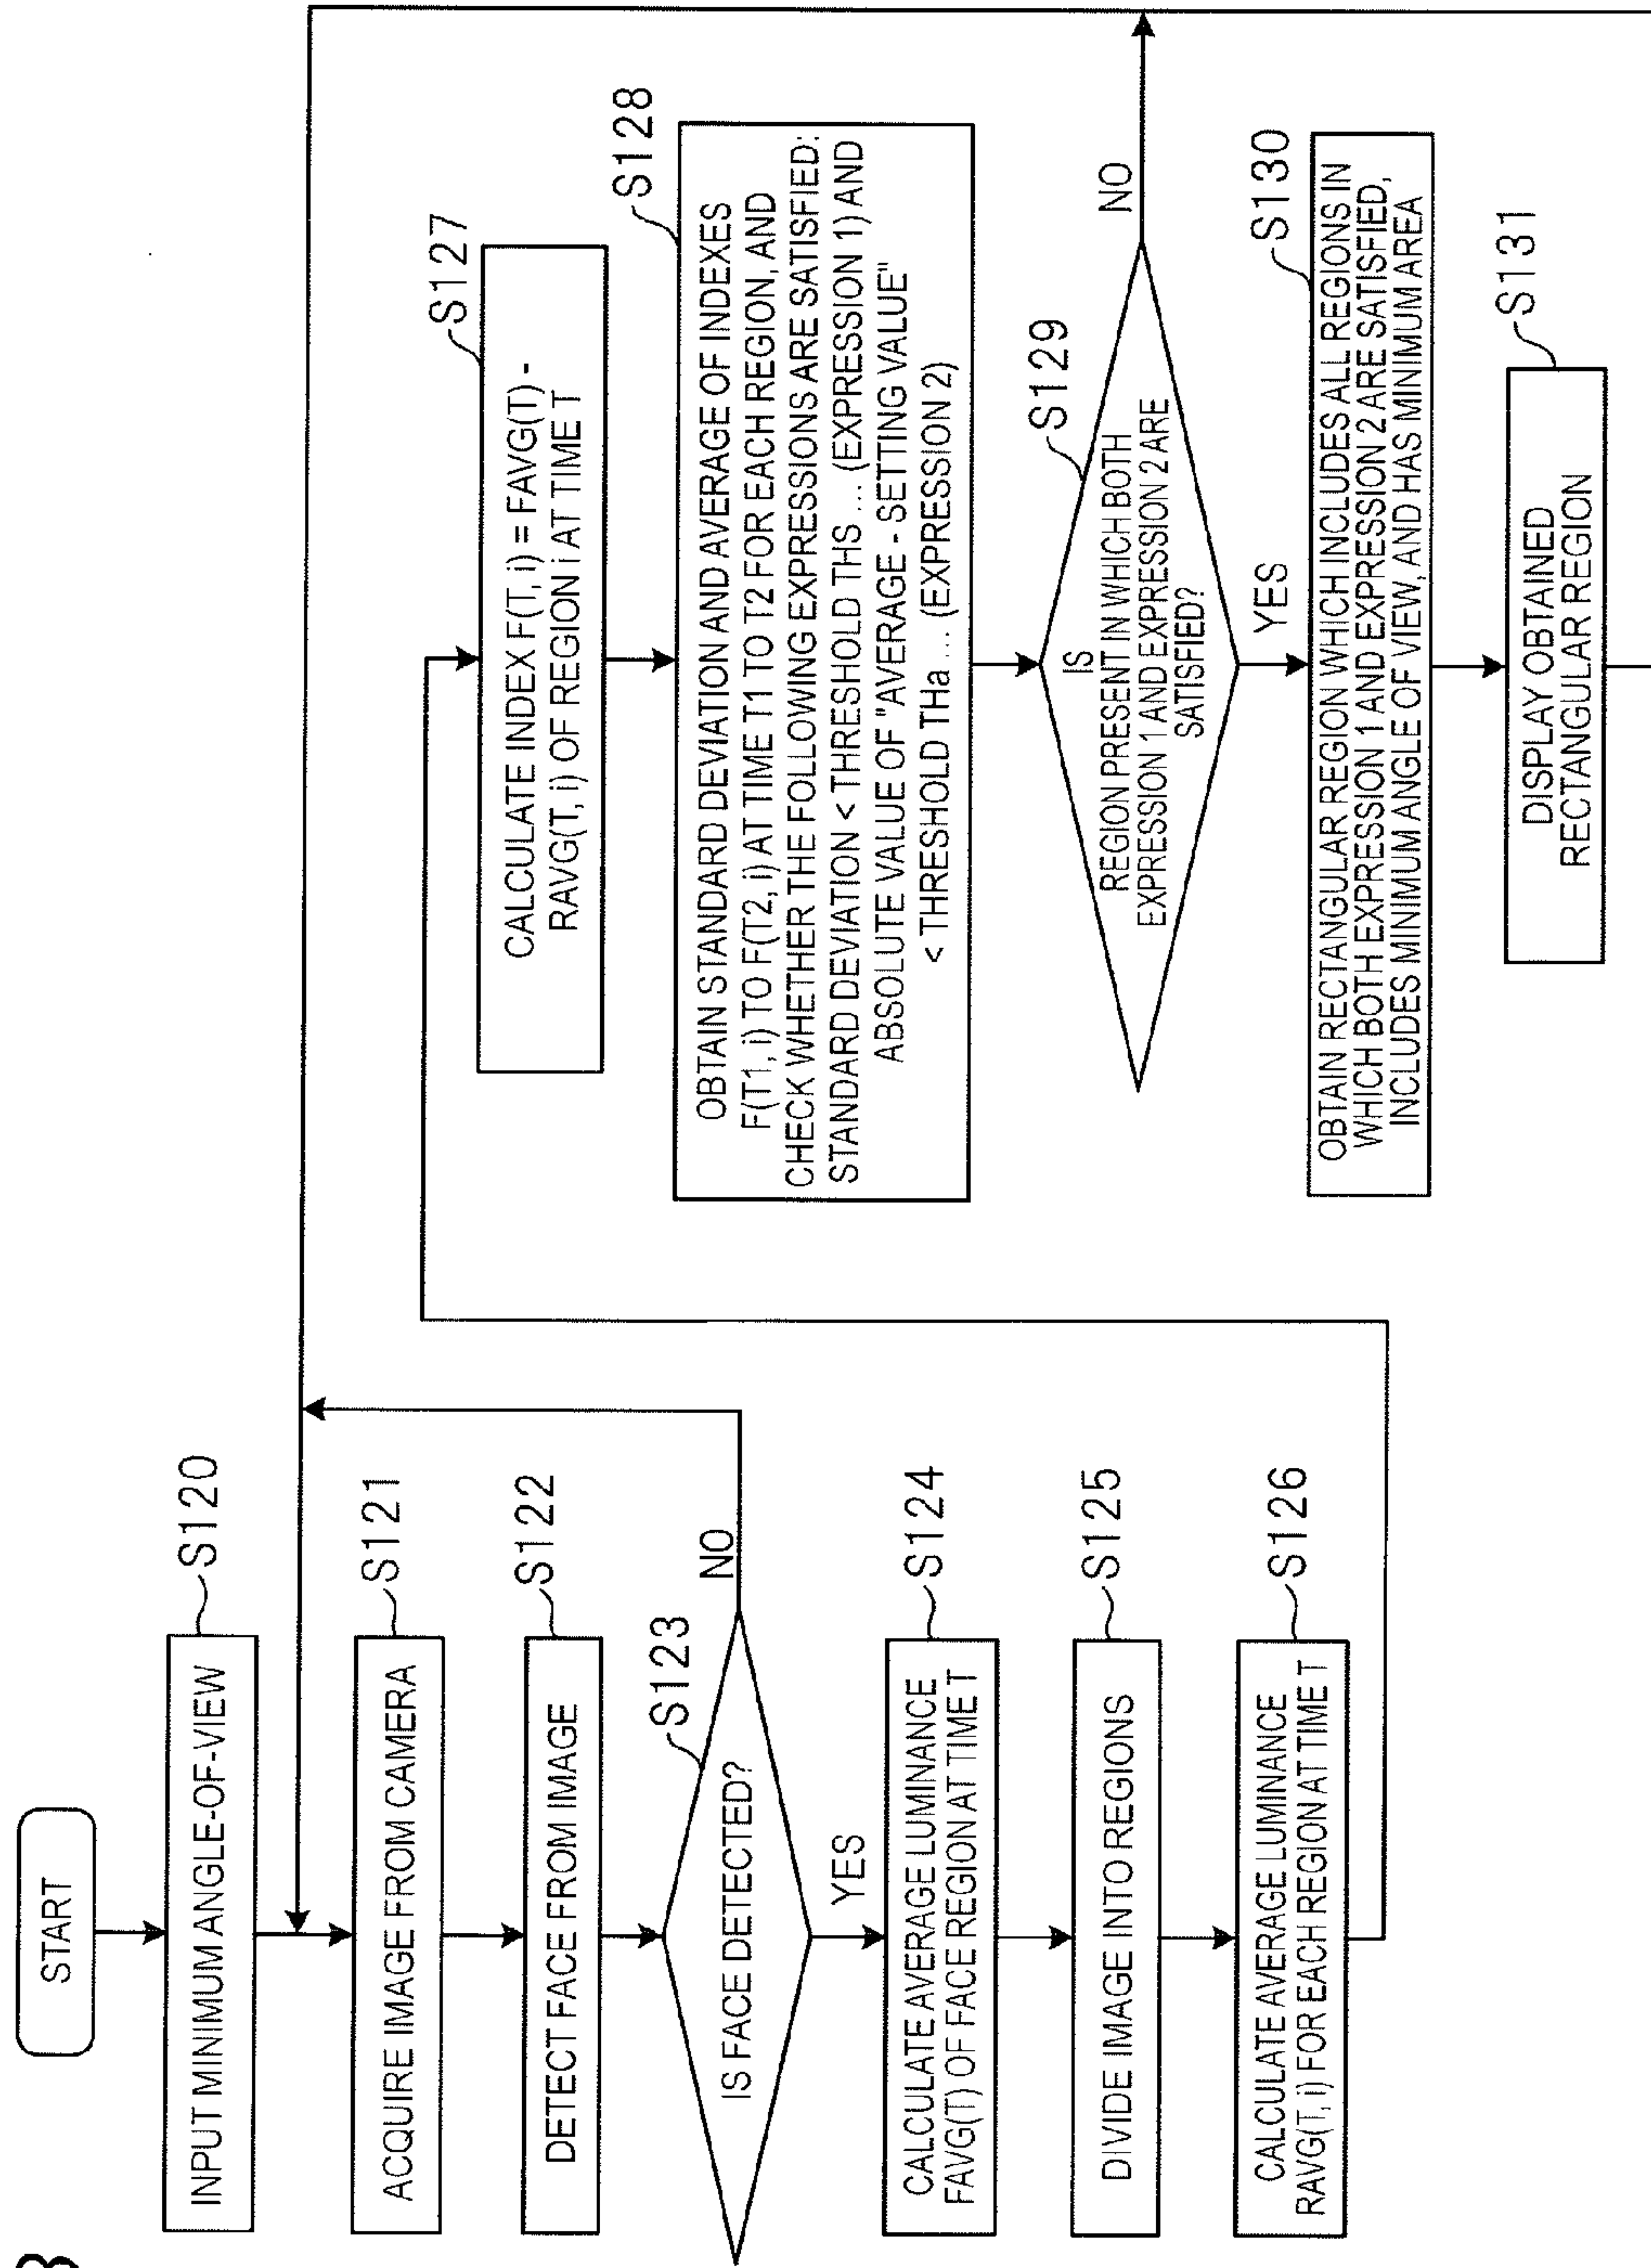 START
INPUT MINIMUM ANGLE-OF-VIEW
S120
ACQUIRE IMAGE FROM CAMERA
S121
DETECT FACE FROM IMAGE
S122
IS FACE DETECTED?
S123
NO
YES
CALCULATE AVERAGE LUMINANCE
FAVG(T) OF FACE REGION AT TIME T
S124
DIVIDE IMAGE INTO REGIONS
S125
CALCULATE AVERAGE LUMINANCE
RAVG(T, i) FOR EACH REGION AT TIME T
S126
CALCULATE INDEX F(T, i) = FAVG(T) -
RAVG(T, i) OF REGION i AT TIME T
S127
OBTAIN STANDARD DEVIATION AND AVERAGE OF INDEXES
F(T1, i) TO F(T2, i) AT TIME T1 TO T2 FOR EACH REGION, AND
CHECK WHETHER THE FOLLOWING EXPRESSIONS ARE SATISFIED:
STANDARD DEVIATION < THRESHOLD THS ... (EXPRESSION 1) AND
ABSOLUTE VALUE OF "AVERAGE - SETTING VALUE"
< THRESHOLD THa ... (EXPRESSION 2)
S128
IS
REGION PRESENT IN WHICH BOTH
EXPRESSION 1 AND EXPRESSION 2 ARE
SATISFIED?
S129
NO
YES
OBTAIN RECTANGULAR REGION WHICH INCLUDES ALL REGIONS IN
WHICH BOTH EXPRESSION 1 AND EXPRESSION 2 ARE SATISFIED,
INCLUDES MINIMUM ANGLE OF VIEW, AND HAS MINIMUM AREA
S130
DISPLAY OBTAINED
RECTANGULAR REGION
S131